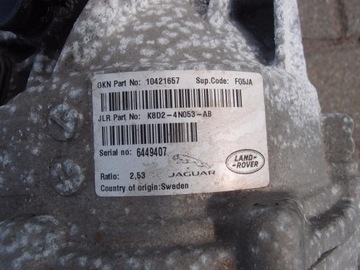 GKN Part No: 10421657 Sup.Code: FG5JA
JLR Part No: K8D2-4N053-AB
Serial no: 6449407
Ratio: 2,53 JAGUAR
LAND-
ROVER
Country of origin:Sweden